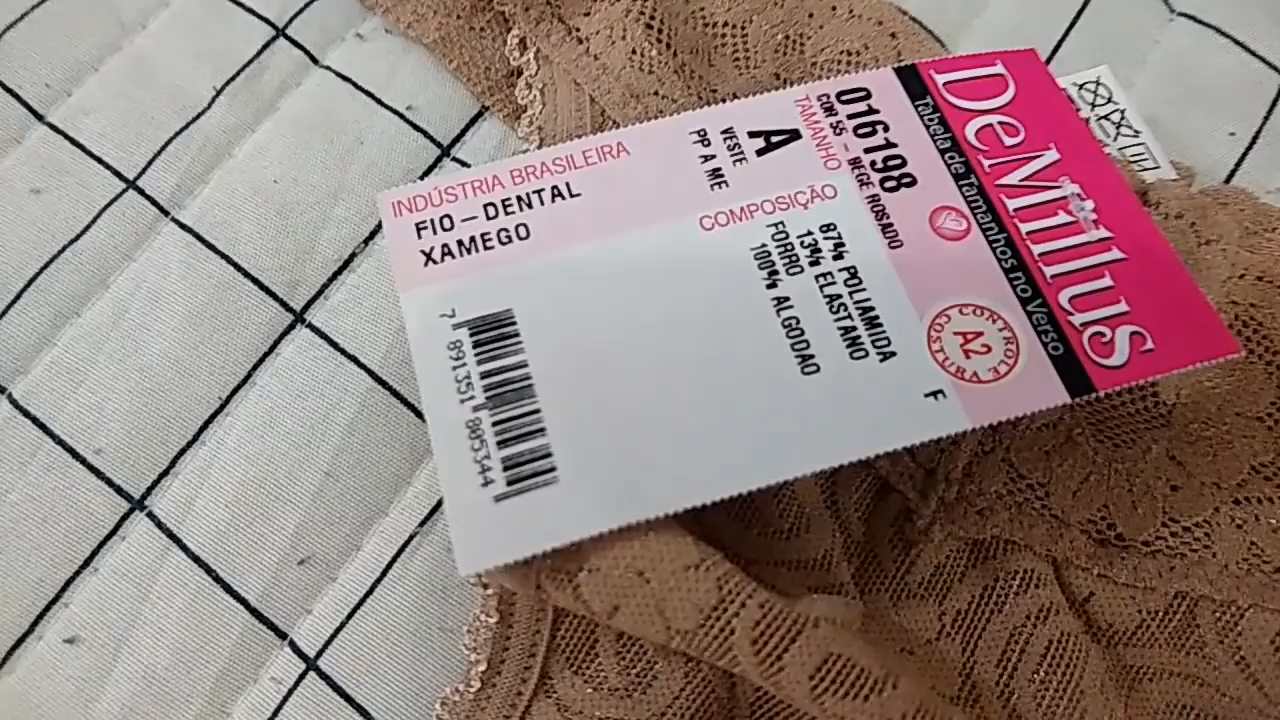 DeMillus
Tabela de Tamanhos no Verso
016198
COR 55 - BEGE ROSADO
TAMANHO
A
VESTE
PP A ME
INDÚSTRIA BRASILEIRA
FIO-DENTAL
XAMEGO
COMPOSIÇÃO
87% POLIAMIDA
13% ELASTANO
FORRO
100% ALGODAO
CONTROLE
A2
COSTURA
F
7 891351 805344